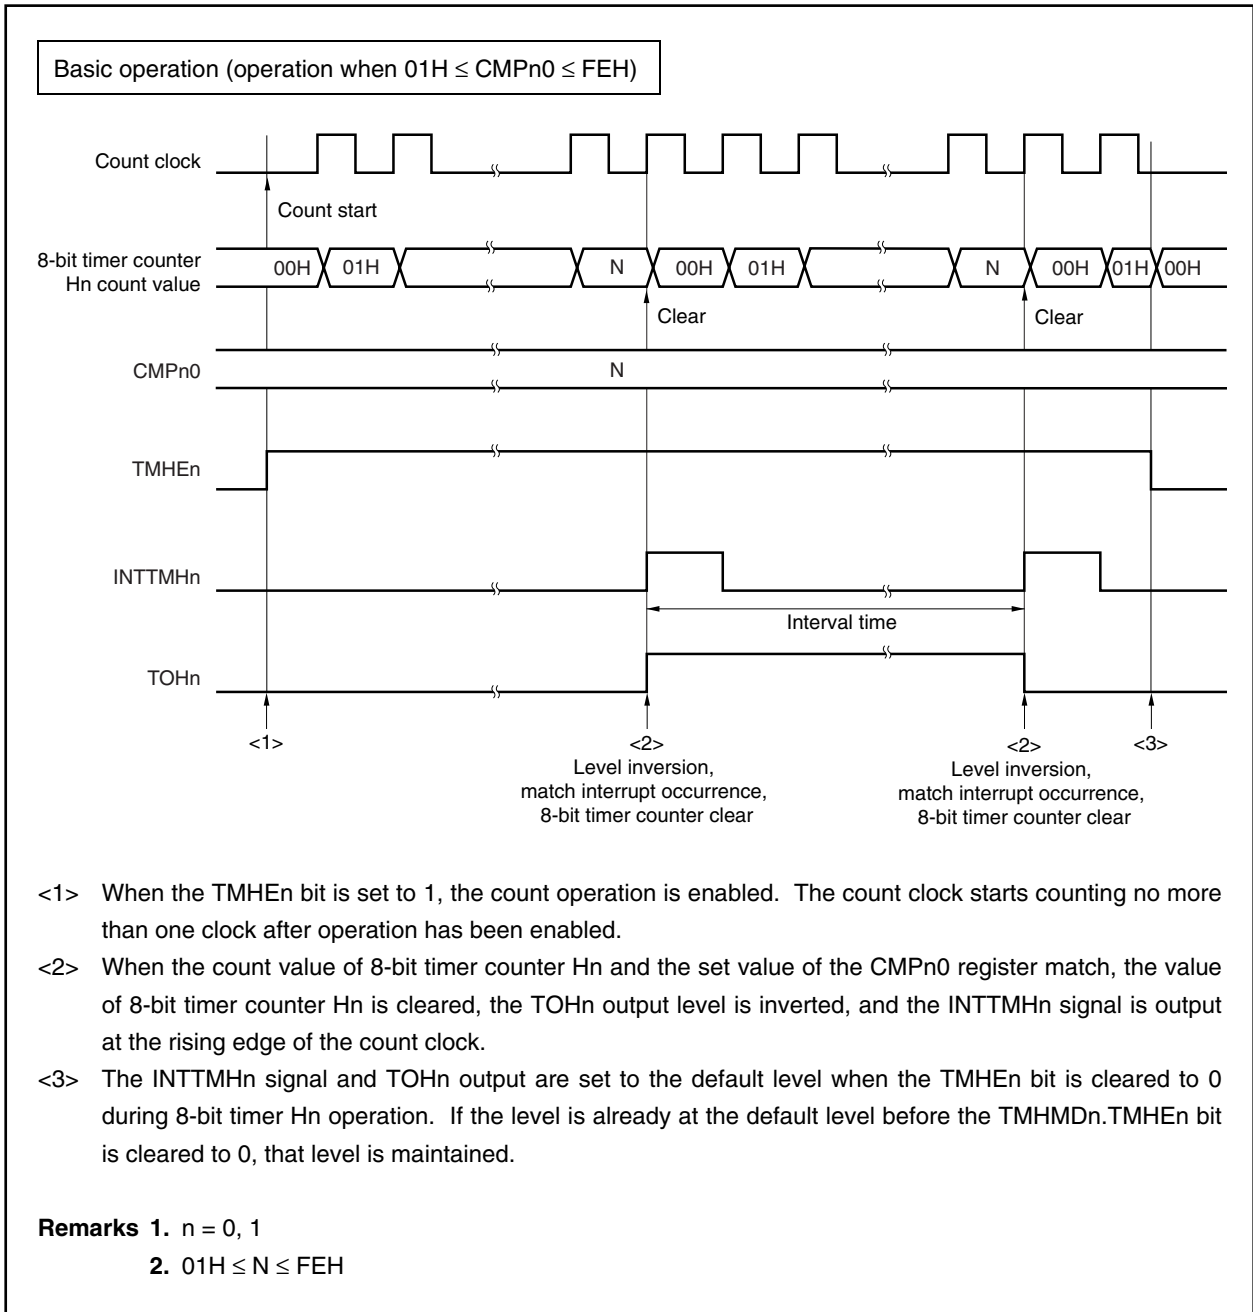 Basic operation (operation when 01H ≤ CMPn0 ≤ FEH)
Count clock
Count start
8-bit timer counter
Hn count value
00H 01H N 00H 01H N 00H 01H 00H
Clear Clear
CMPn0 N
TMHEn
INTTMHn
Interval time
TOHn
<1> <2> <2> <3>
Level inversion,
match interrupt occurrence,
8-bit timer counter clear
Level inversion,
match interrupt occurrence,
8-bit timer counter clear
<1> When the TMHEn bit is set to 1, the count operation is enabled. The count clock starts counting no more
than one clock after operation has been enabled.
<2> When the count value of 8-bit timer counter Hn and the set value of the CMPn0 register match, the value
of 8-bit timer counter Hn is cleared, the TOHn output level is inverted, and the INTTMHn signal is output
at the rising edge of the count clock.
<3> The INTTMHn signal and TOHn output are set to the default level when the TMHEn bit is cleared to 0
during 8-bit timer Hn operation. If the level is already at the default level before the TMHMDn.TMHEn bit
is cleared to 0, that level is maintained.
Remarks 1. n = 0, 1
2. 01H ≤ N ≤ FEH